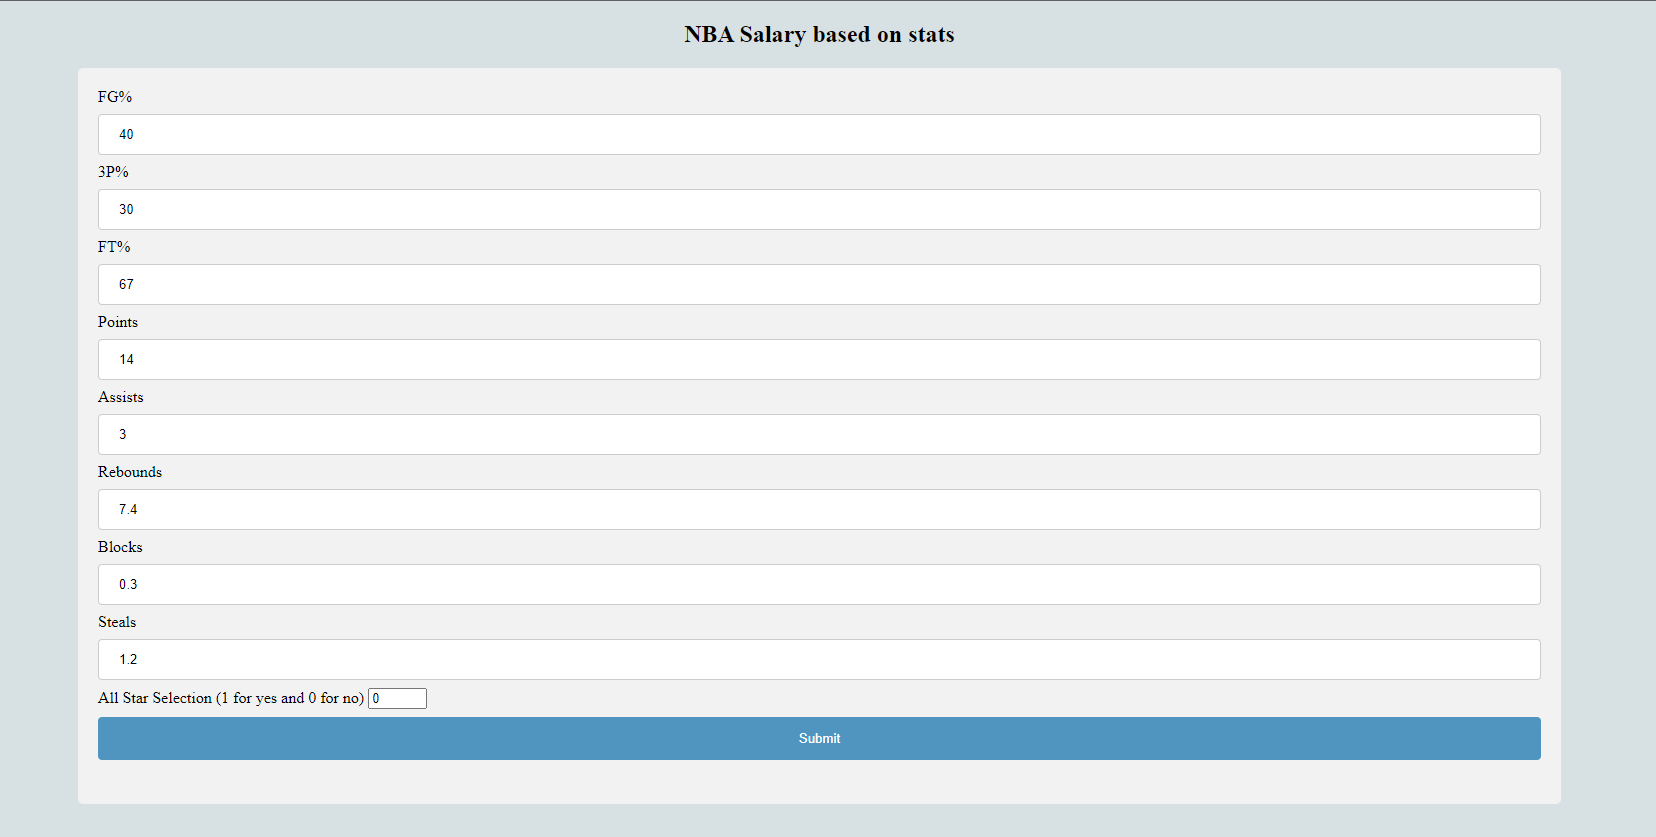 NBA Salary based on stats
FG%
40
3P%
30
FT%
67
Points
14
Assists
3
Rebounds
7.4
Blocks
0.3
Steals
1.2
All Star Selection (1 for yes and 0 for no) 0
Submit